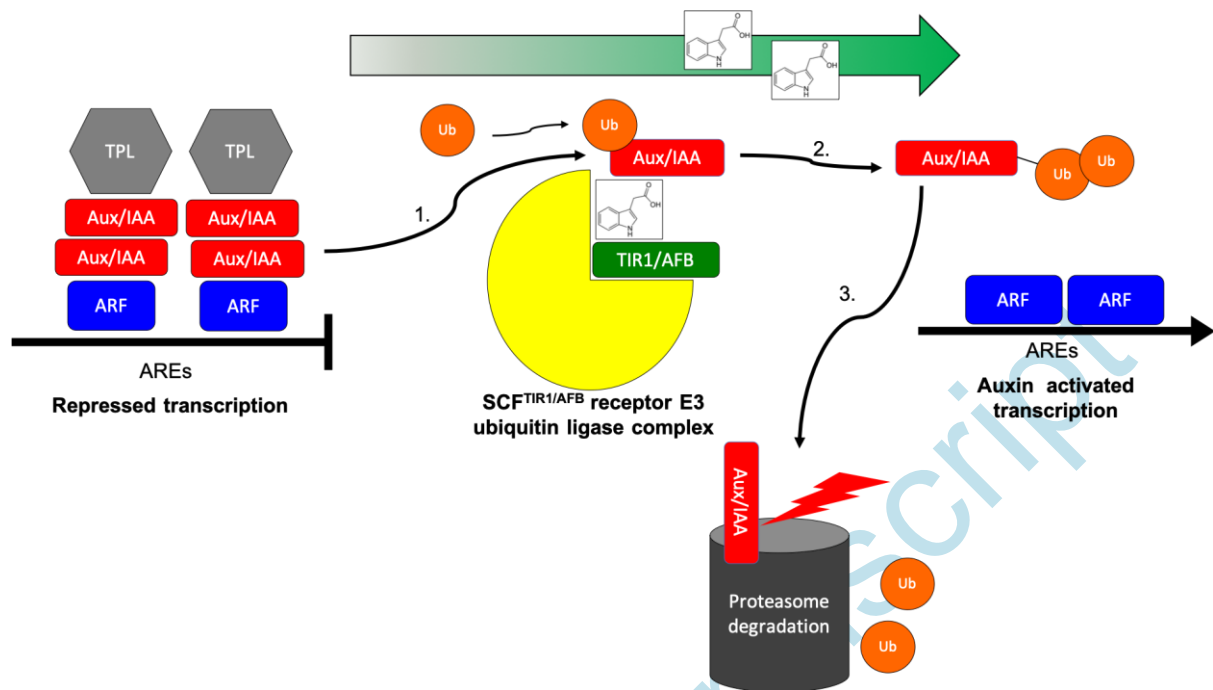 O
OH
N
H
O
OH
N
H
TPL
TPL
Ub
Ub
Aux/IAA
2.
Aux/IAA
Ub
Ub
1.
O
OH
N
H
Aux/IAA
Aux/IAA
Aux/IAA
Aux/IAA
TIR1/AFB
ARF
ARF
3.
ARF
ARF
AREs
Repressed transcription
SCFTIR1/AFB receptor E3
ubiquitin ligase complex
AREs
Auxin activated
transcription
Aux/IAA
Proteasome
degradation
Ub
Ub
script